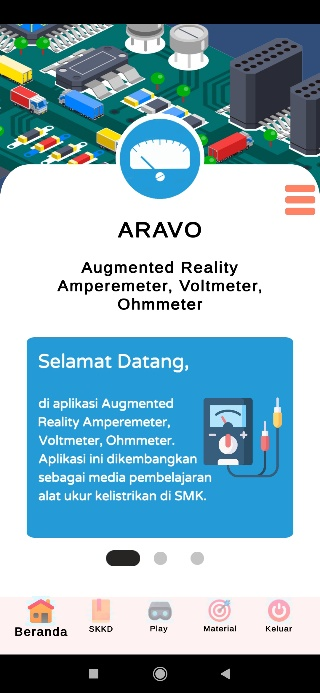 ARAVO
Augmented Reality
Amperemeter, Voltmeter,
Ohmmeter
Selamat Datang,
di aplikasi Augmented
Reality Amperemeter,
Voltmeter, Ohmmeter.
Aplikasi ini dikembangkan
sebagai media pembelajaran
alat ukur kelistrikan di SMK.
Beranda SKKD Play Material Keluar